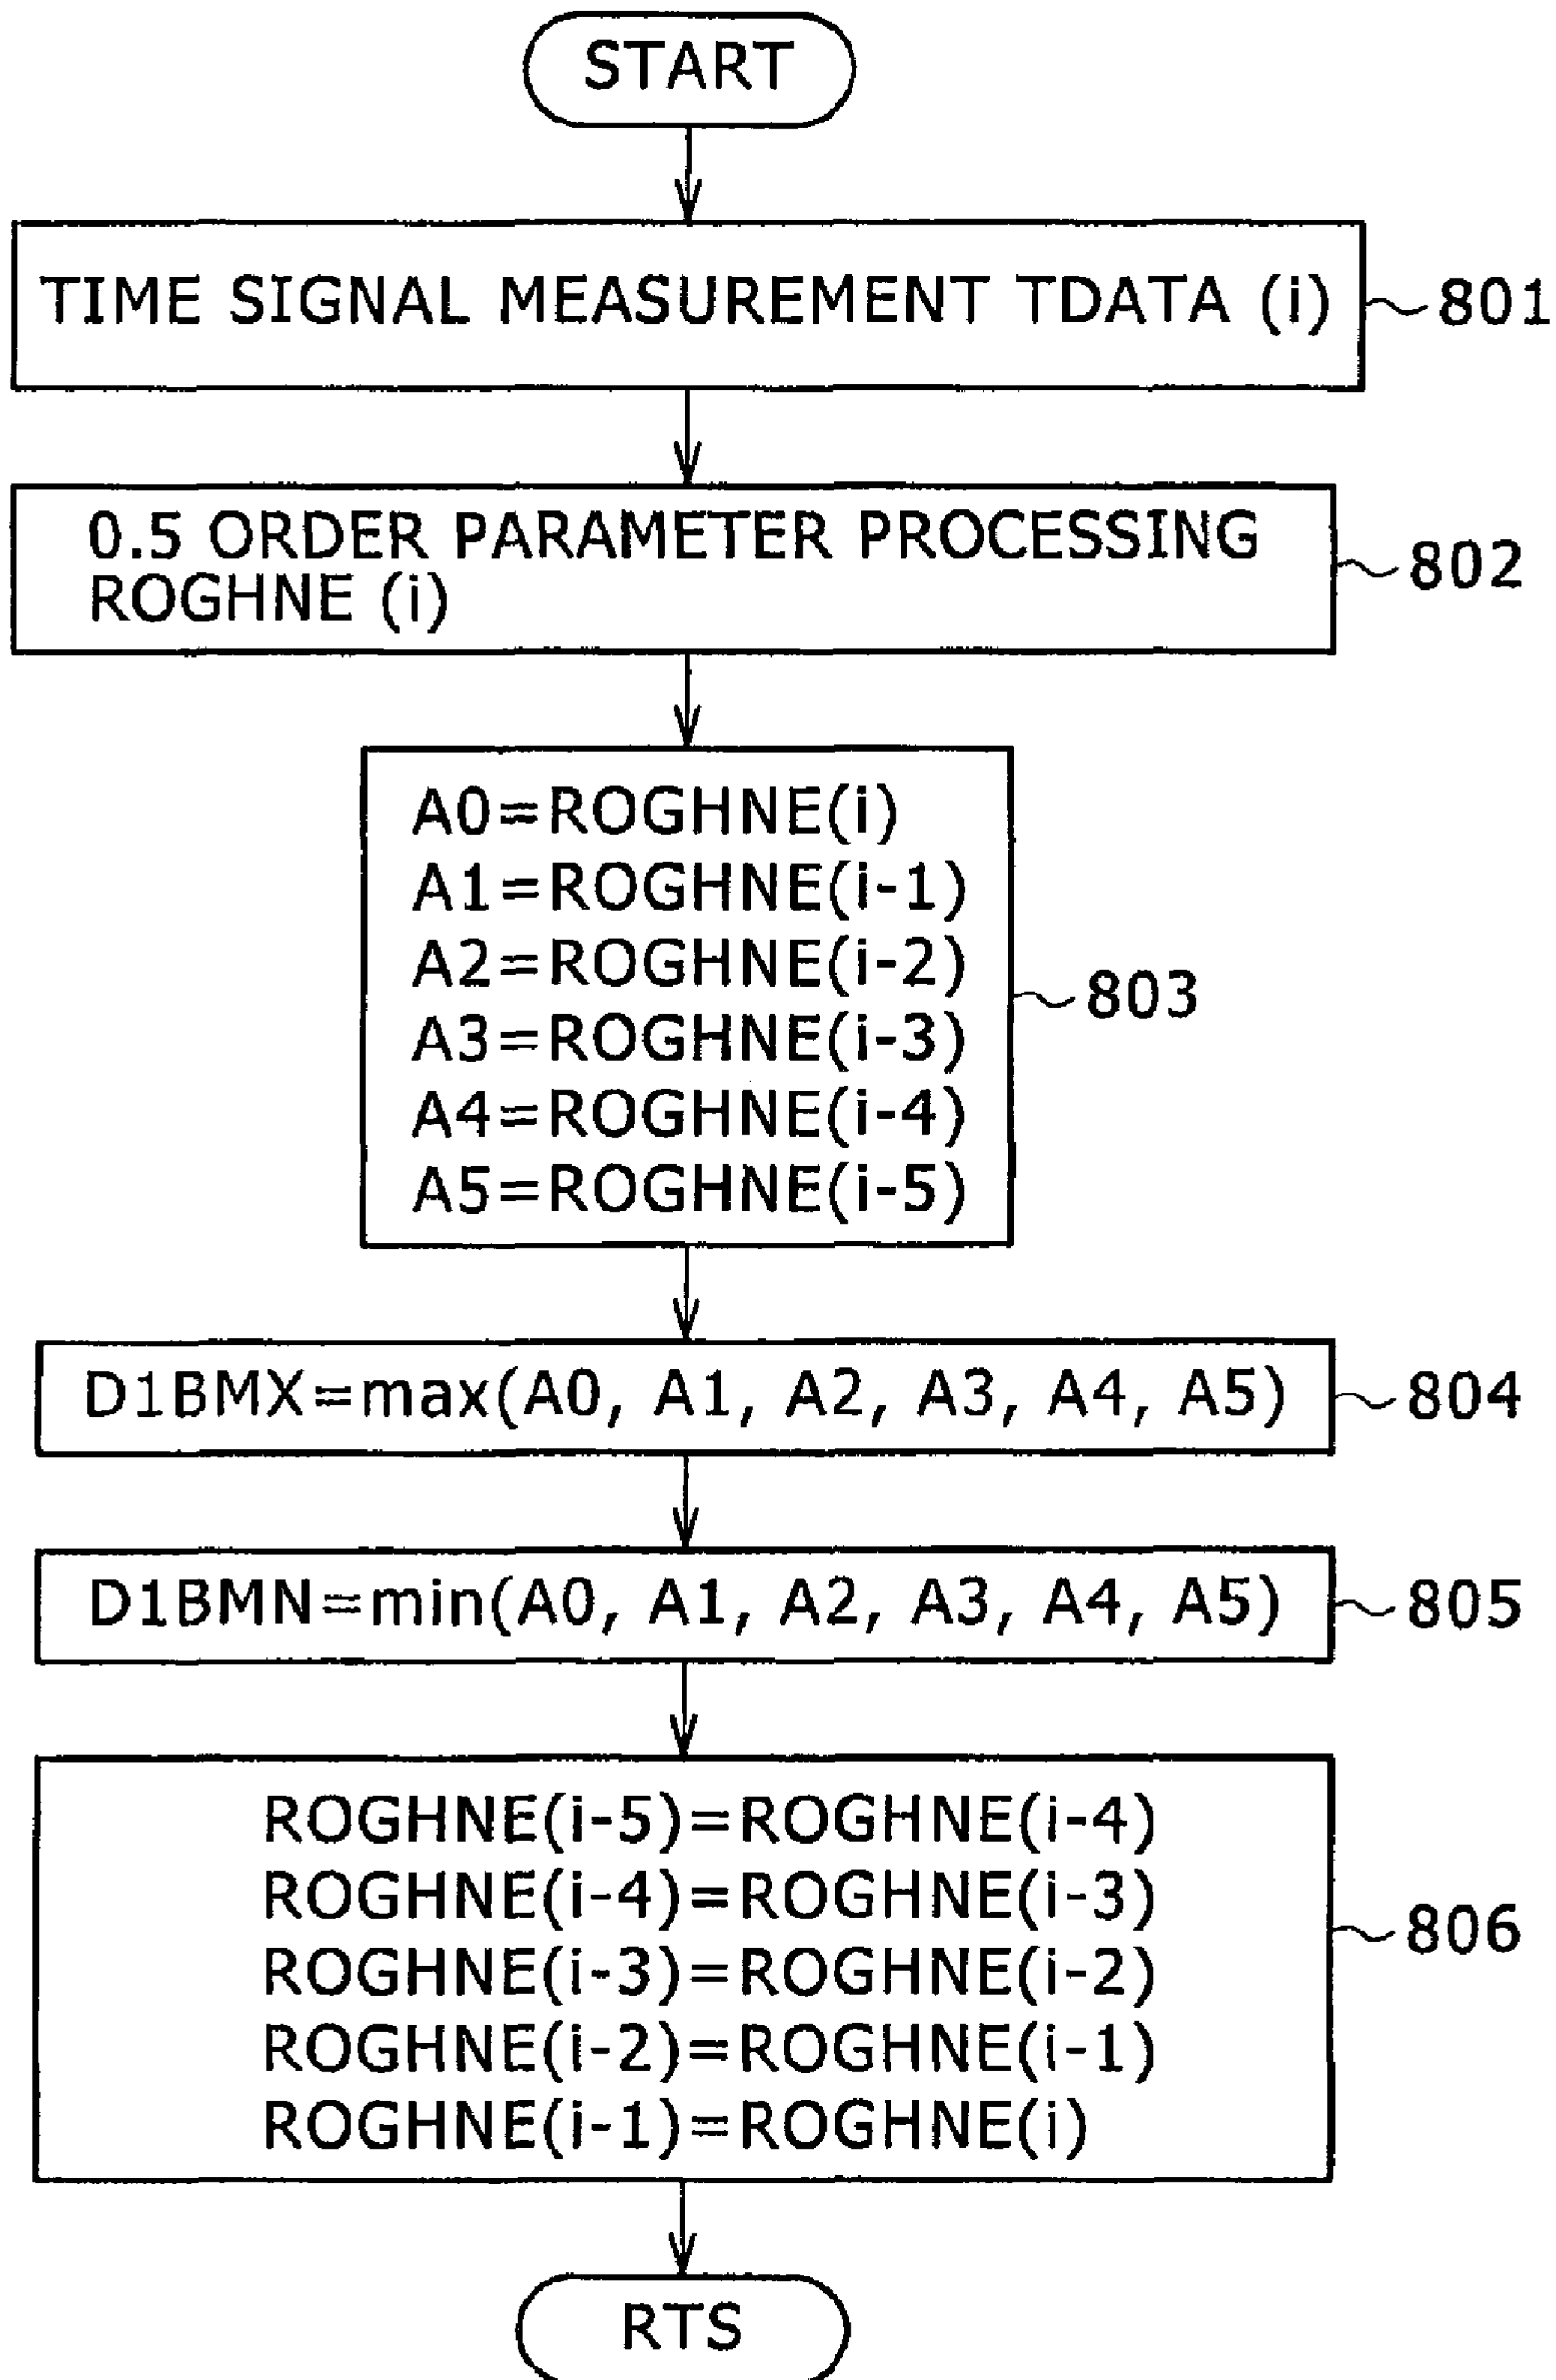 START
TIME SIGNAL MEASUREMENT TDATA (i)
801
0.5 ORDER PARAMETER PROCESSING
ROGHNE (i)
802
A0=ROGHNE(i)
A1=ROGHNE(i-1)
A2=ROGHNE(i-2)
A3=ROGHNE(i-3)
A4=ROGHNE(i-4)
A5=ROGHNE(i-5)
803
D1BMX=max(A0, A1, A2, A3, A4, A5)
804
D1BMN=min(A0, A1, A2, A3, A4, A5)
805
ROGHNE(i-5)=ROGHNE(i-4)
ROGHNE(i-4)=ROGHNE(i-3)
ROGHNE(i-3)=ROGHNE(i-2)
ROGHNE(i-2)=ROGHNE(i-1)
ROGHNE(i-1)=ROGHNE(i)
806
RTS